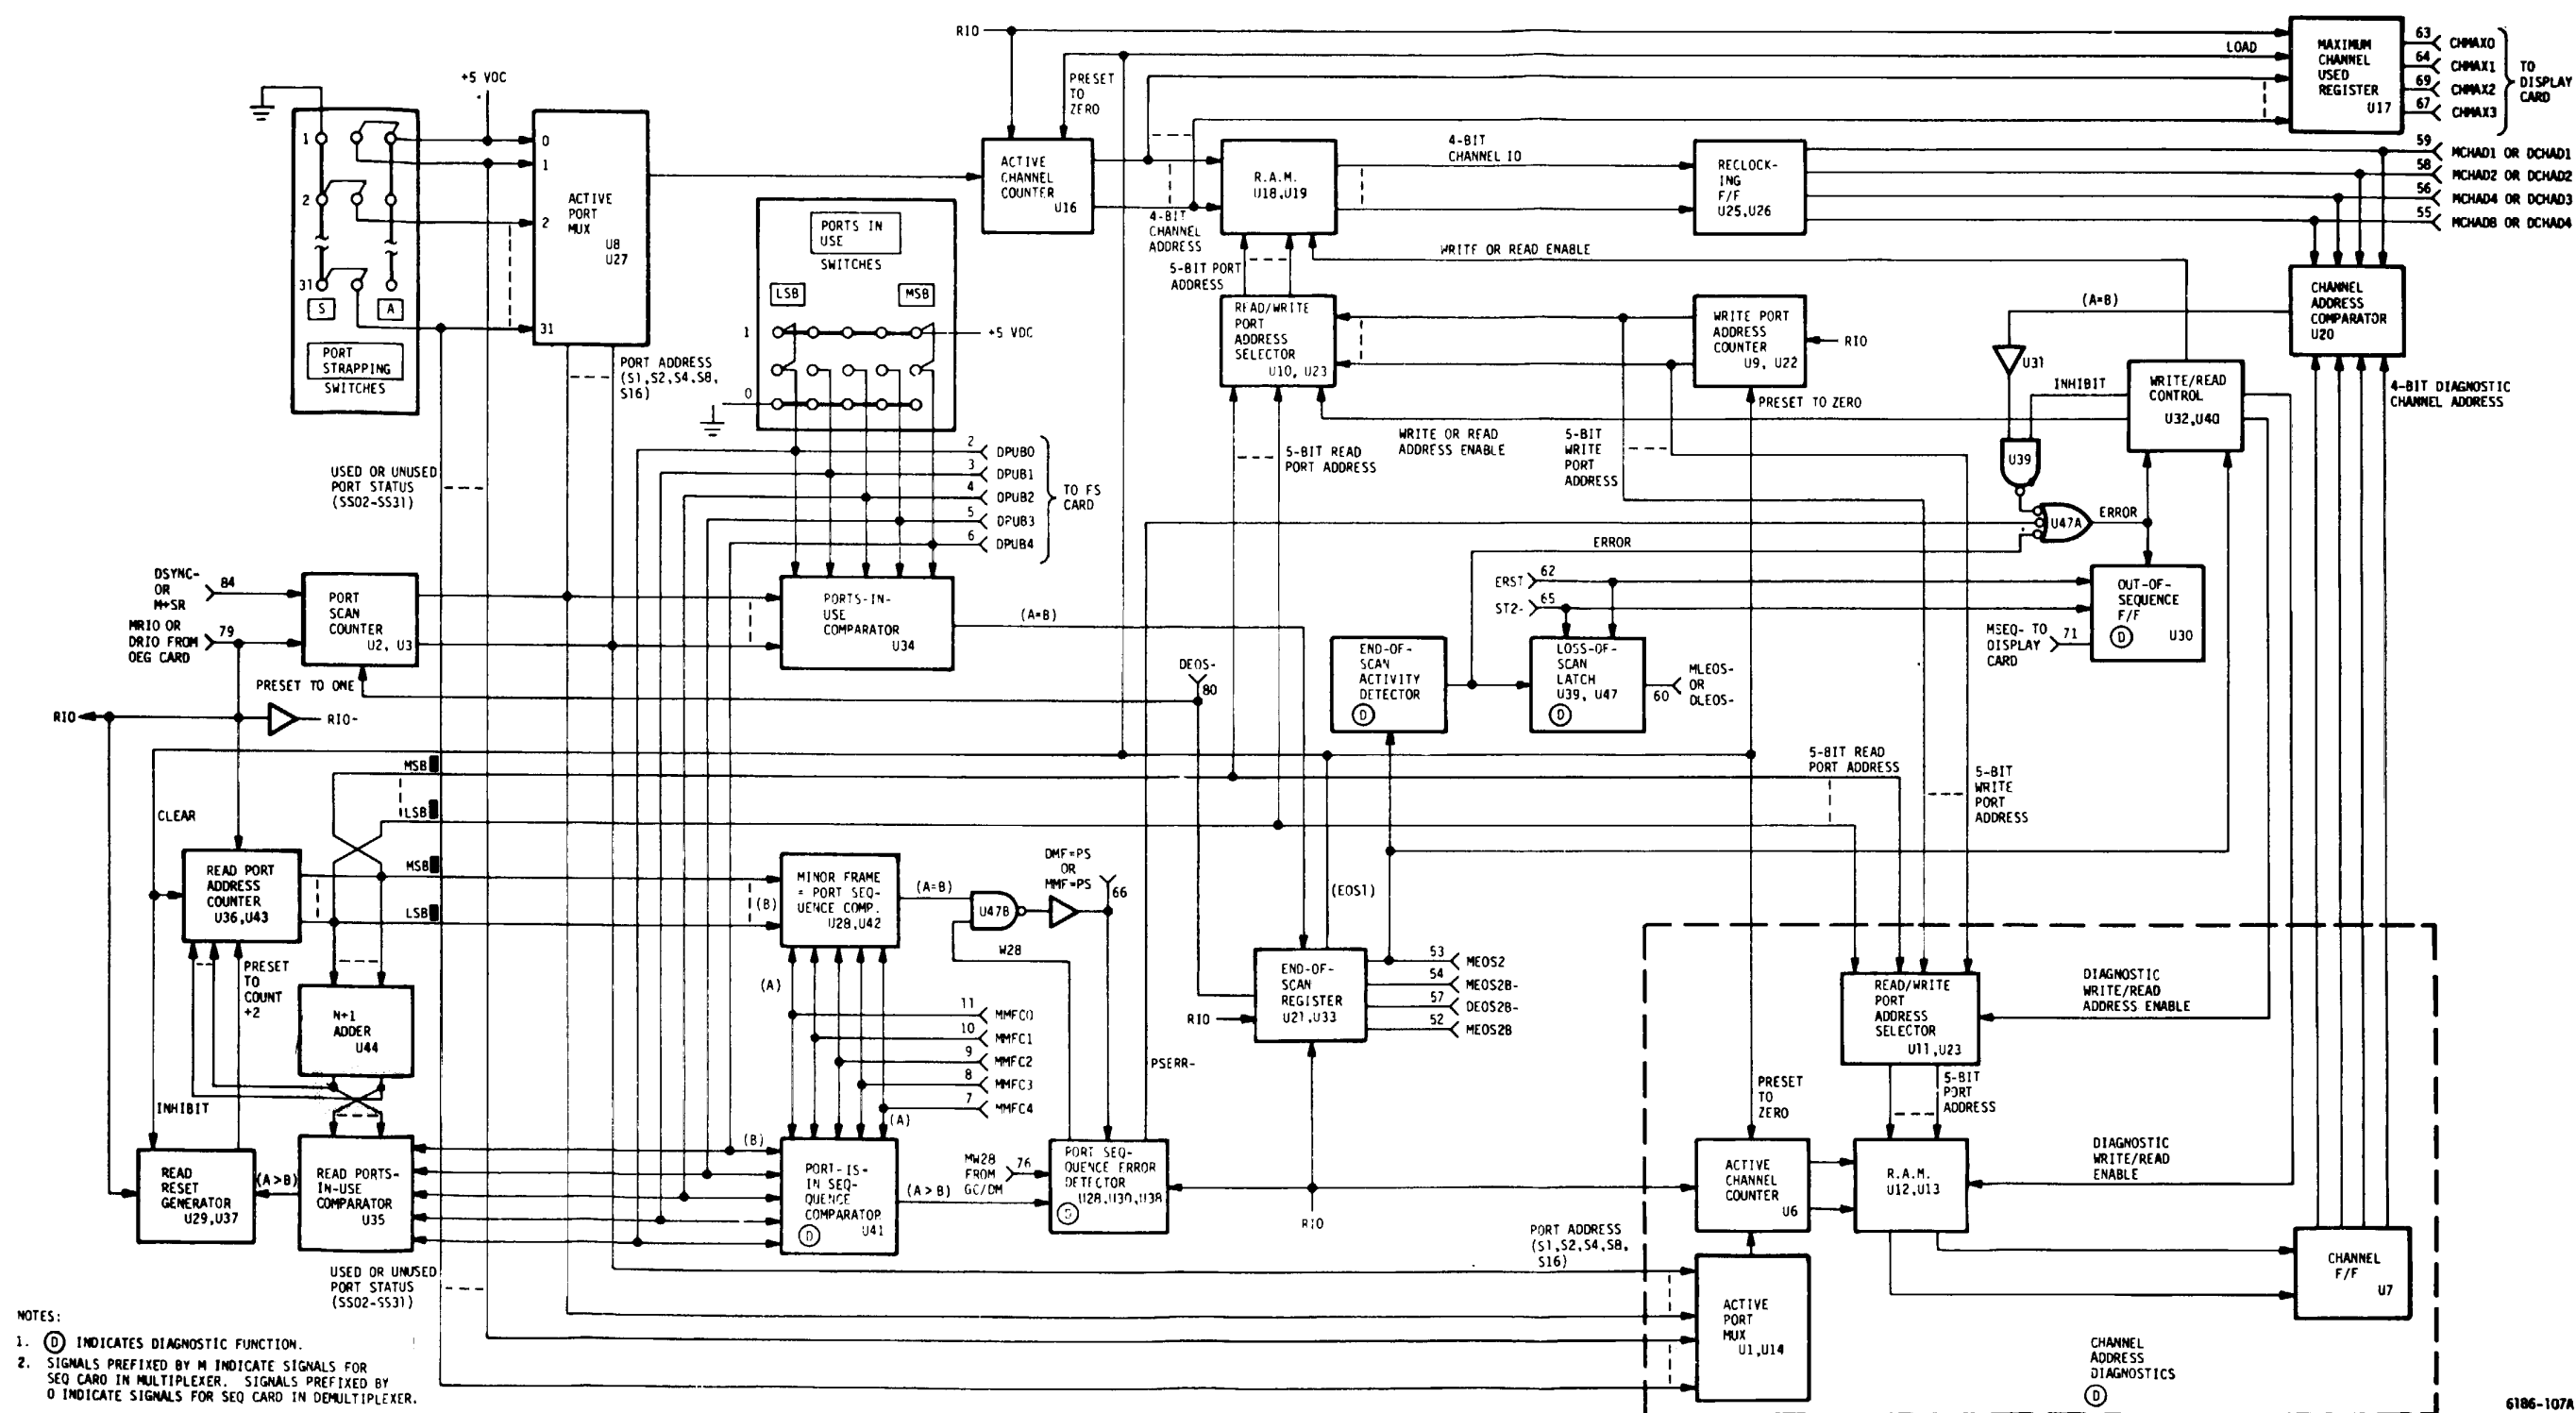 RIO
PRESET
TO
ZERO
LOAD
MAXIMUM
CHANNEL
USED
REGISTER
U17
63
CHMAX0
64
CHMAX1
69
CHMAX2
67
CHMAX3
TO
DISPLAY
CARD
+5 VDC
1
2
31
S
A
PORT
STRAPPING
SWITCHES
0
1
2
31
ACTIVE
PORT
MUX
U8
U27
PORTS IN
USE
SWITCHES
LSB
MSB
1
0
+5 VDC
ACTIVE
CHANNEL
COUNTER
U16
4-BIT
CHANNEL
ADDRESS
R.A.M.
U18,U19
4-BIT
CHANNEL ID
RECLOCK-
ING
F/F
U25,U26
59
MCHAD1 OR DCHAD1
58
MCHAD2 OR DCHAD2
56
MCHAD4 OR DCHAD3
55
MCHAD8 OR DCHAD4
WRITE OR READ ENABLE
5-BIT PORT
ADDRESS
READ/WRITE
PORT
ADDRESS
SELECTOR
U10, U23
WRITE PORT
ADDRESS
COUNTER
U9, U22
RIO
PRESET TO ZERO
(A=B)
CHANNEL
ADDRESS
COMPARATOR
U20
U31
INHIBIT
WRITE/READ
CONTROL
U32,U40
4-BIT DIAGNOSTIC
CHANNEL ADDRESS
PORT ADDRESS
(S1,S2,S4,S8,
S16)
USED OR UNUSED
PORT STATUS
(SS02-SS31)
2
DPUB0
3
DPUB1
4
DPUB2
5
DPUB3
6
DPUB4
TO FS
CARD
5-BIT READ
PORT ADDRESS
WRITE OR READ
ADDRESS ENABLE
5-BIT
WRITE
PORT
ADDRESS
U39
U47A
ERROR
ERROR
DSYNC-
OR
M+SR
84
MRIO OR
DRIO FROM
OEG CARD
79
PORT
SCAN
COUNTER
U2, U3
PRESET TO ONE
PORTS-IN-
USE
COMPARATOR
U34
(A=B)
ERST
62
ST2-
65
OUT-OF-
SEQUENCE
F/F
D
U30
MSEQ- TO
DISPLAY
CARD
71
END-OF-
SCAN
ACTIVITY
DETECTOR
D
LOSS-OF-
SCAN
LATCH
U39, U47
D
60
MLEOS-
OR
DLEOS-
DEOS-
80
RIO
RIO-
CLEAR
MSB
LSB
5-BIT READ
PORT ADDRESS
5-BIT
WRITE
PORT
ADDRESS
READ PORT
ADDRESS
COUNTER
U36,U43
MSB
LSB
PRESET
TO
COUNT
+2
N+1
ADDER
U44
INHIBIT
MINOR FRAME
= PORT SEQ-
UENCE COMP.
U28,U42
(B)
(A=B)
U47B
DMF=PS
OR
MMF=PS
66
W28
(A)
11
MMFC0
10
MMFC1
9
MMFC2
8
MMFC3
7
MMFC4
(A)
(EOST)
END-OF-
SCAN
REGISTER
U21,U33
RIO
53
MEOS2
54
MEOS2B-
57
DEOS2B-
52
MEOS2B
PSERR-
READ
RESET
GENERATOR
U29,U37
(A>B)
READ PORTS-
IN-USE
COMPARATOR
U35
(B)
PORT-IS-
IN SEQ-
QUENCE
COMPARATOR
D
U41
(A>B)
MW28
FROM
GC/DM
76
PORT SEQ-
QUENCE ERROR
DETECTOR
U28,U30,U38
D
RIO
READ/WRITE
PORT
ADDRESS
SELECTOR
U11,U23
DIAGNOSTIC
WRITE/READ
ADDRESS ENABLE
5-BIT
PORT
ADDRESS
PRESET
TO
ZERO
ACTIVE
CHANNEL
COUNTER
U6
R.A.M.
U12,U13
DIAGNOSTIC
WRITE/READ
ENABLE
PORT ADDRESS
(S1,S2,S4,S8,
S16)
ACTIVE
PORT
MUX
U1,U14
CHANNEL
F/F
U7
CHANNEL
ADDRESS
DIAGNOSTICS
D
USED OR UNUSED
PORT STATUS
(SS02-SS31)
NOTES:
1. D INDICATES DIAGNOSTIC FUNCTION.
2. SIGNALS PREFIXED BY M INDICATE SIGNALS FOR
SEQ CARD IN MULTIPLEXER. SIGNALS PREFIXED BY
D INDICATE SIGNALS FOR SEQ CARD IN DEMULTIPLEXER.
6186-107A